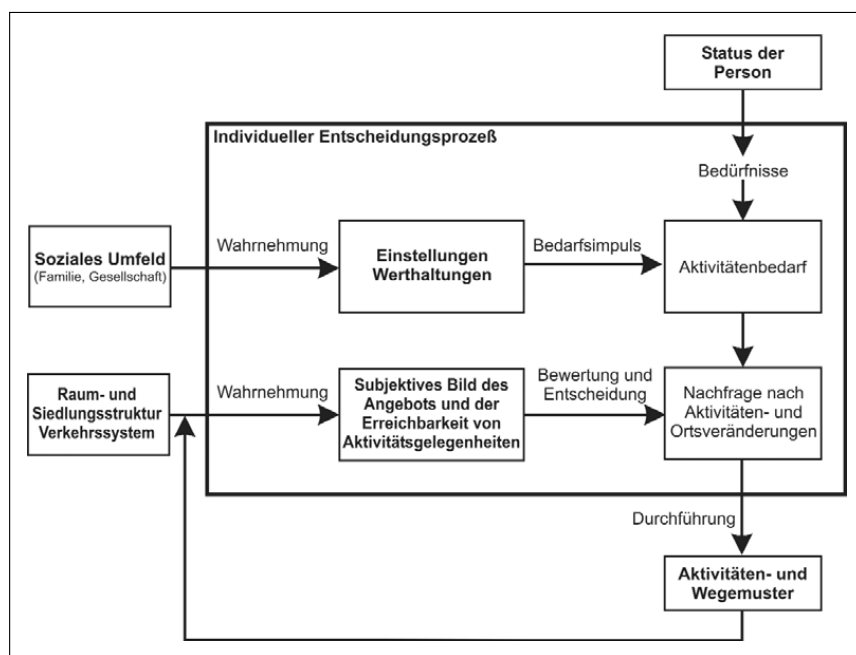 Status der
Person
Individueller Entscheidungsprozeß
Bedürfnisse
Soziales Umfeld
(Familie, Gesellschaft)
Wahrnehmung
Einstellungen
Werthaltungen
Bedarfsimpuls
Aktivitätenbedarf
Raum- und
Siedlungsstruktur
Verkehrssystem
Wahrnehmung
Subjektives Bild des
Angebots und der
Erreichbarkeit von
Aktivitätsgelegenheiten
Bewertung und
Entscheidung
Nachfrage nach
Aktivitäten- und
Ortsveränderungen
Durchführung
Aktivitäten- und
Wegemuster